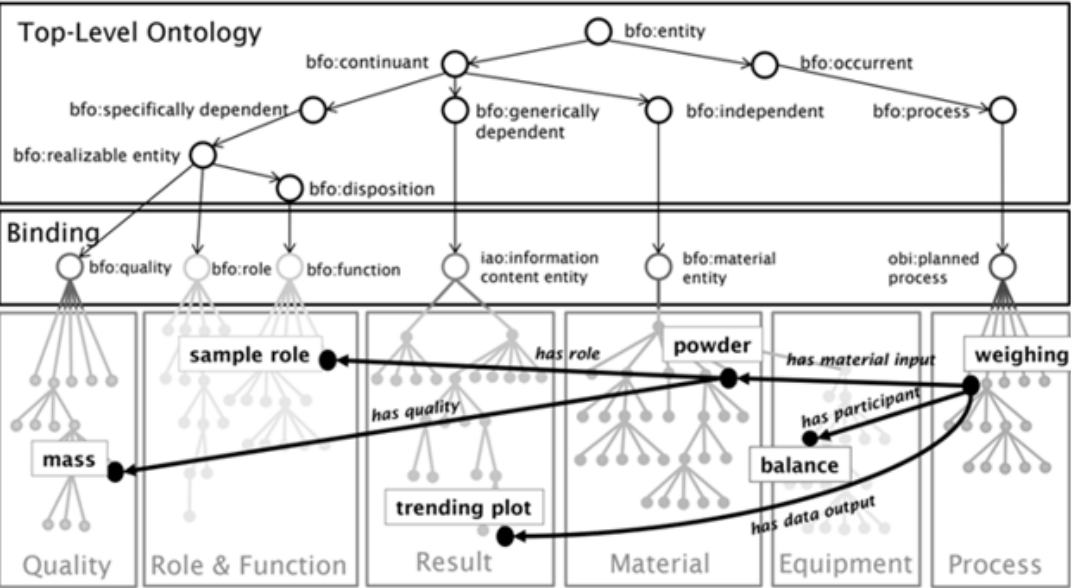 Top-Level Ontology
bfo:entity
bfo:continuant
bfo:occurrent
bfo:specifically dependent
bfo:generically
dependent
bfo:independent
bfo:process
bfo:realizable entity
bfo:disposition
Binding
bfo:quality
bfo:role
bfo:function
iao:information
content entity
bfo:material
entity
obi:planned
process
sample role
has role
powder
has material input
weighing
has quality
has participant
mass
balance
trending plot
has data output
Quality
Role & Function
Result
Material
Equipment
Process